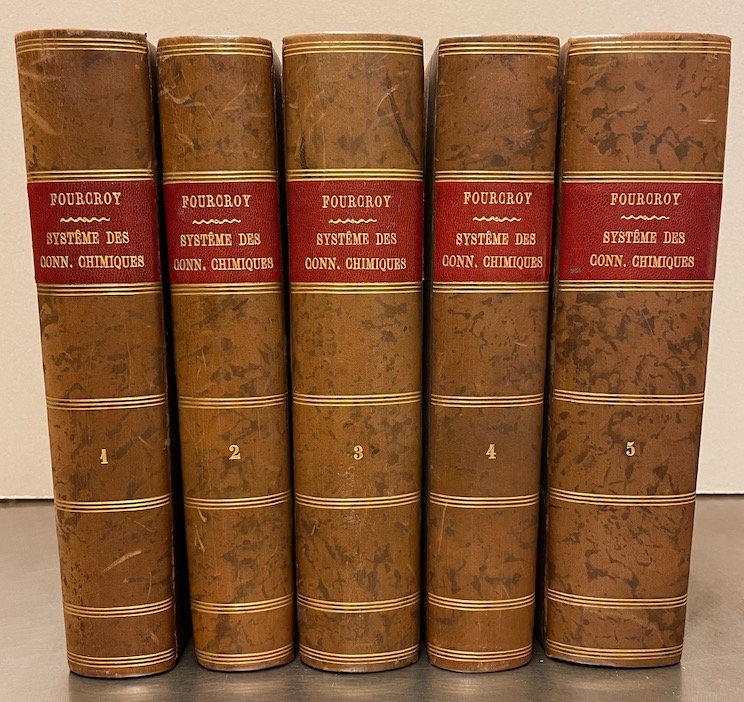 FOURCROY
SYSTÊME DES
CONN. CHIMIQUES
1
FOURCROY
SYSTÊME DES
CONN. CHIMIQUES
2
FOURCROY
SYSTÊME DES
CONN. CHIMIQUES
3
FOURCROY
SYSTÊME DES
CONN. CHIMIQUES
4
FOURCROY
SYSTÊME DES
CONN. CHIMIQUES
5